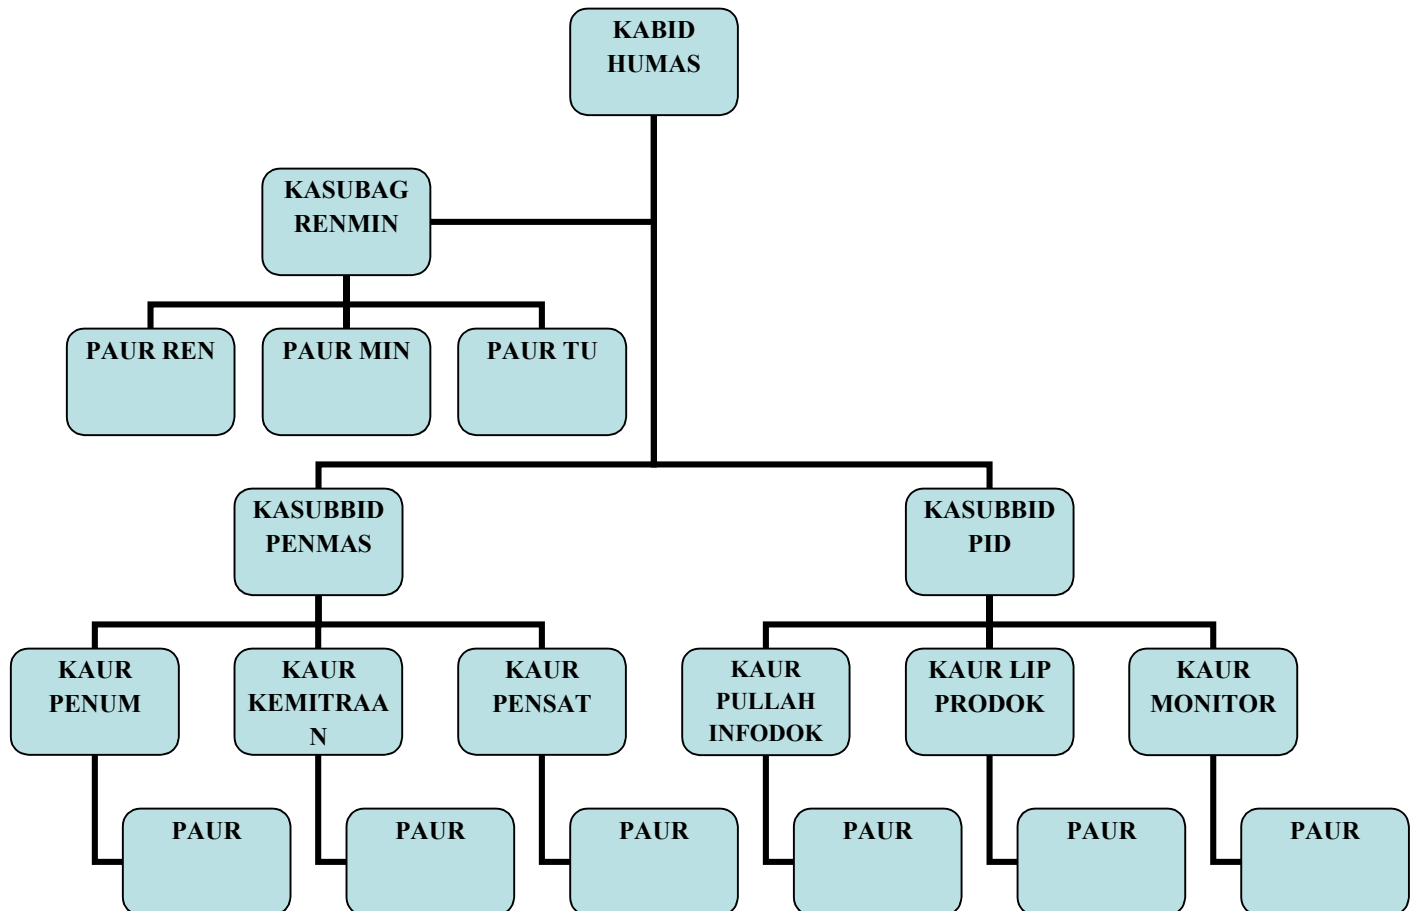 KABID
HUMAS
KASUBAG
RENMIN
PAUR REN
PAUR MIN
PAUR TU
KASUBBID
PENMAS
KASUBBID
PID
KAUR
PENUM
KAUR
KEMITRAA
N
KAUR
PENSAT
KAUR
PULLAH
INFODOK
KAUR LIP
PRODOK
KAUR
MONITOR
PAUR
PAUR
PAUR
PAUR
PAUR
PAUR